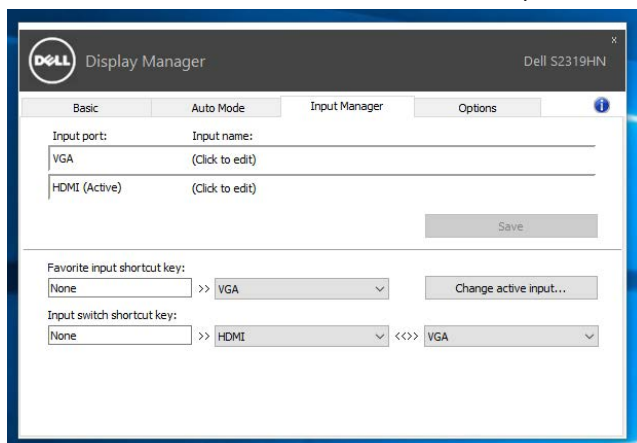 x
DELL Display Manager Dell S2319HN
Basic Auto Mode Input Manager Options i
Input port: Input name:
VGA (Click to edit)
HDMI (Active) (Click to edit)
Save
Favorite input shortcut key:
None >> VGA Change active input...
Input switch shortcut key:
None >> HDMI <<>> VGA